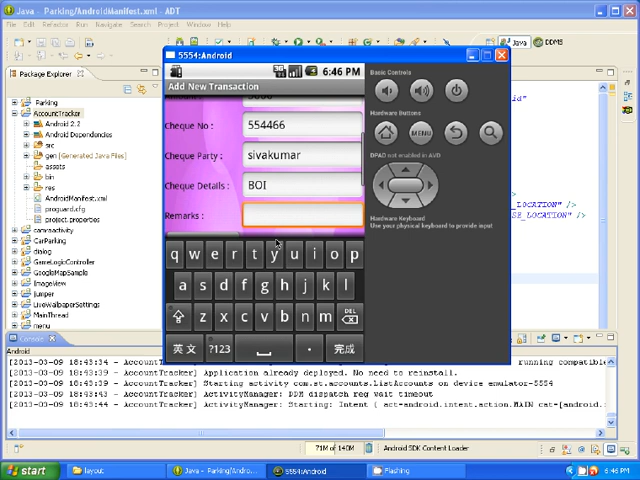 Java - Parking/AndroidManifest.xml - ADT
File Edit Refactor Run Navigate Search Project Window Help
Java
DDMS
Package Explorer
Parking
AccountTracker
Android 2.2
Android Dependencies
src
gen [Generated Java Files]
assets
bin
res
AndroidManifest.xml
proguard.cfg
project.properties
CarParking
dialog
GameLogicController
GoogleMapSample
ImageView
jumper
LiveWallpaperSettings
MainThread
menu
5554:Android
6:46 PM
Add New Transaction
Cheque No :
554466
Cheque Party :
sivakumar
Cheque Details :
BOI
Remarks :
q w e r t y u i o p
a s d f g h j k l
z x c v b n m DEL
英文 ?123 . 完成
Basic Controls
Hardware Buttons
MENU
DPAD not enabled in AVD
Hardware Keyboard
Use your physical keyboard to provide input
_LOCATION" />
SE_LOCATION" />
Console
Android
[2013-03-09 18:43:34 - AccountTracker]
running compatible
[2013-03-09 18:43:39 - AccountTracker] Application already deployed. No need to reinstall.
[2013-03-09 18:43:39 - AccountTracker] Starting activity com.st.accounts.ListAccounts on device emulator-5554
[2013-03-09 18:43:43 - AccountTracker] ActivityManager: DDM dispatch reg wait timeout
[2013-03-09 18:43:44 - AccountTracker] ActivityManager: Starting: Intent { act=android.intent.action.MAIN cat=[android.
71M of 140M
Android SDK Content Loader
start
layout
Java - Parking/Andro...
5554:Android
Flashing
6:46 PM